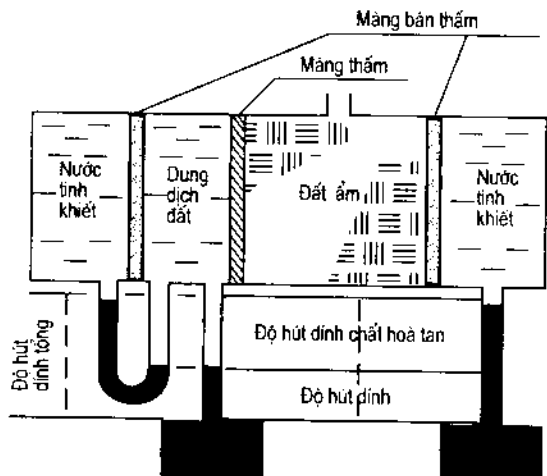 Màng bán thấm
Màng thấm
Nước
tinh
khiết
Dung
dịch
đất
Đất ẩm
Nước
tinh
khiết
Độ hút
dính tổng
Độ hút dính chất hoà tan
Độ hút dính